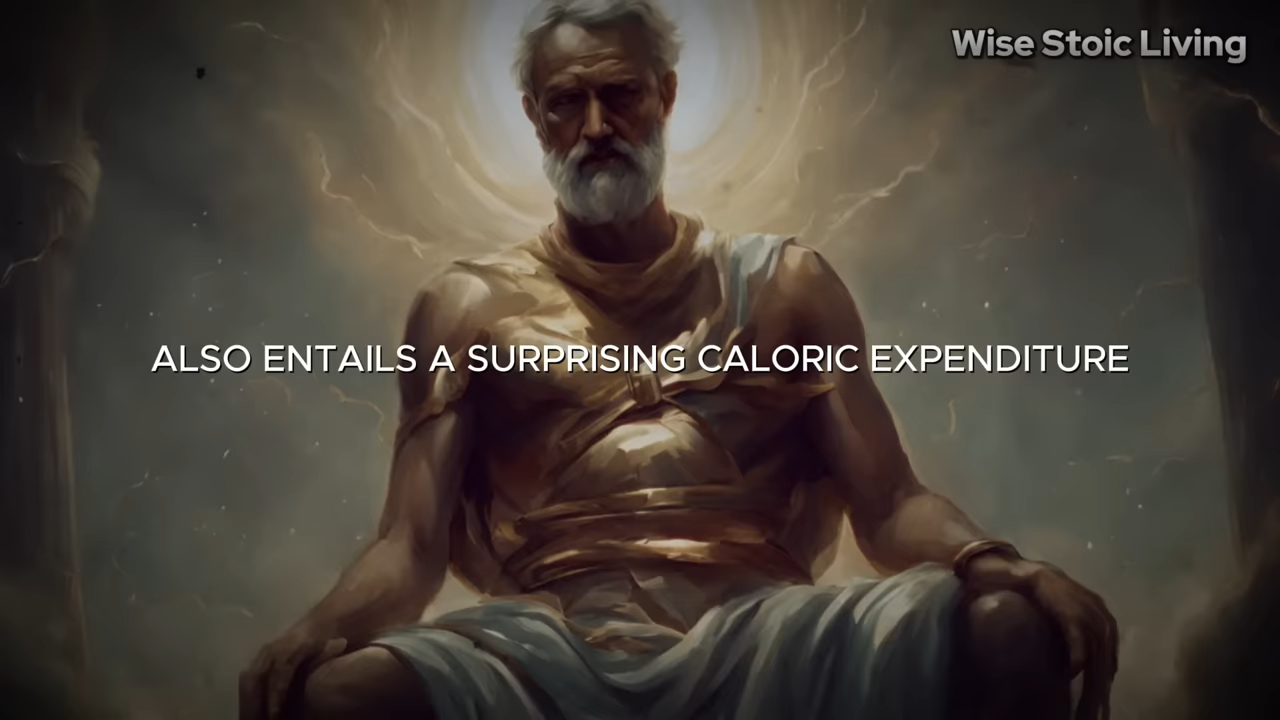 Wise Stoic Living
ALSO ENTAILS A SURPRISING CALORIC EXPENDITURE